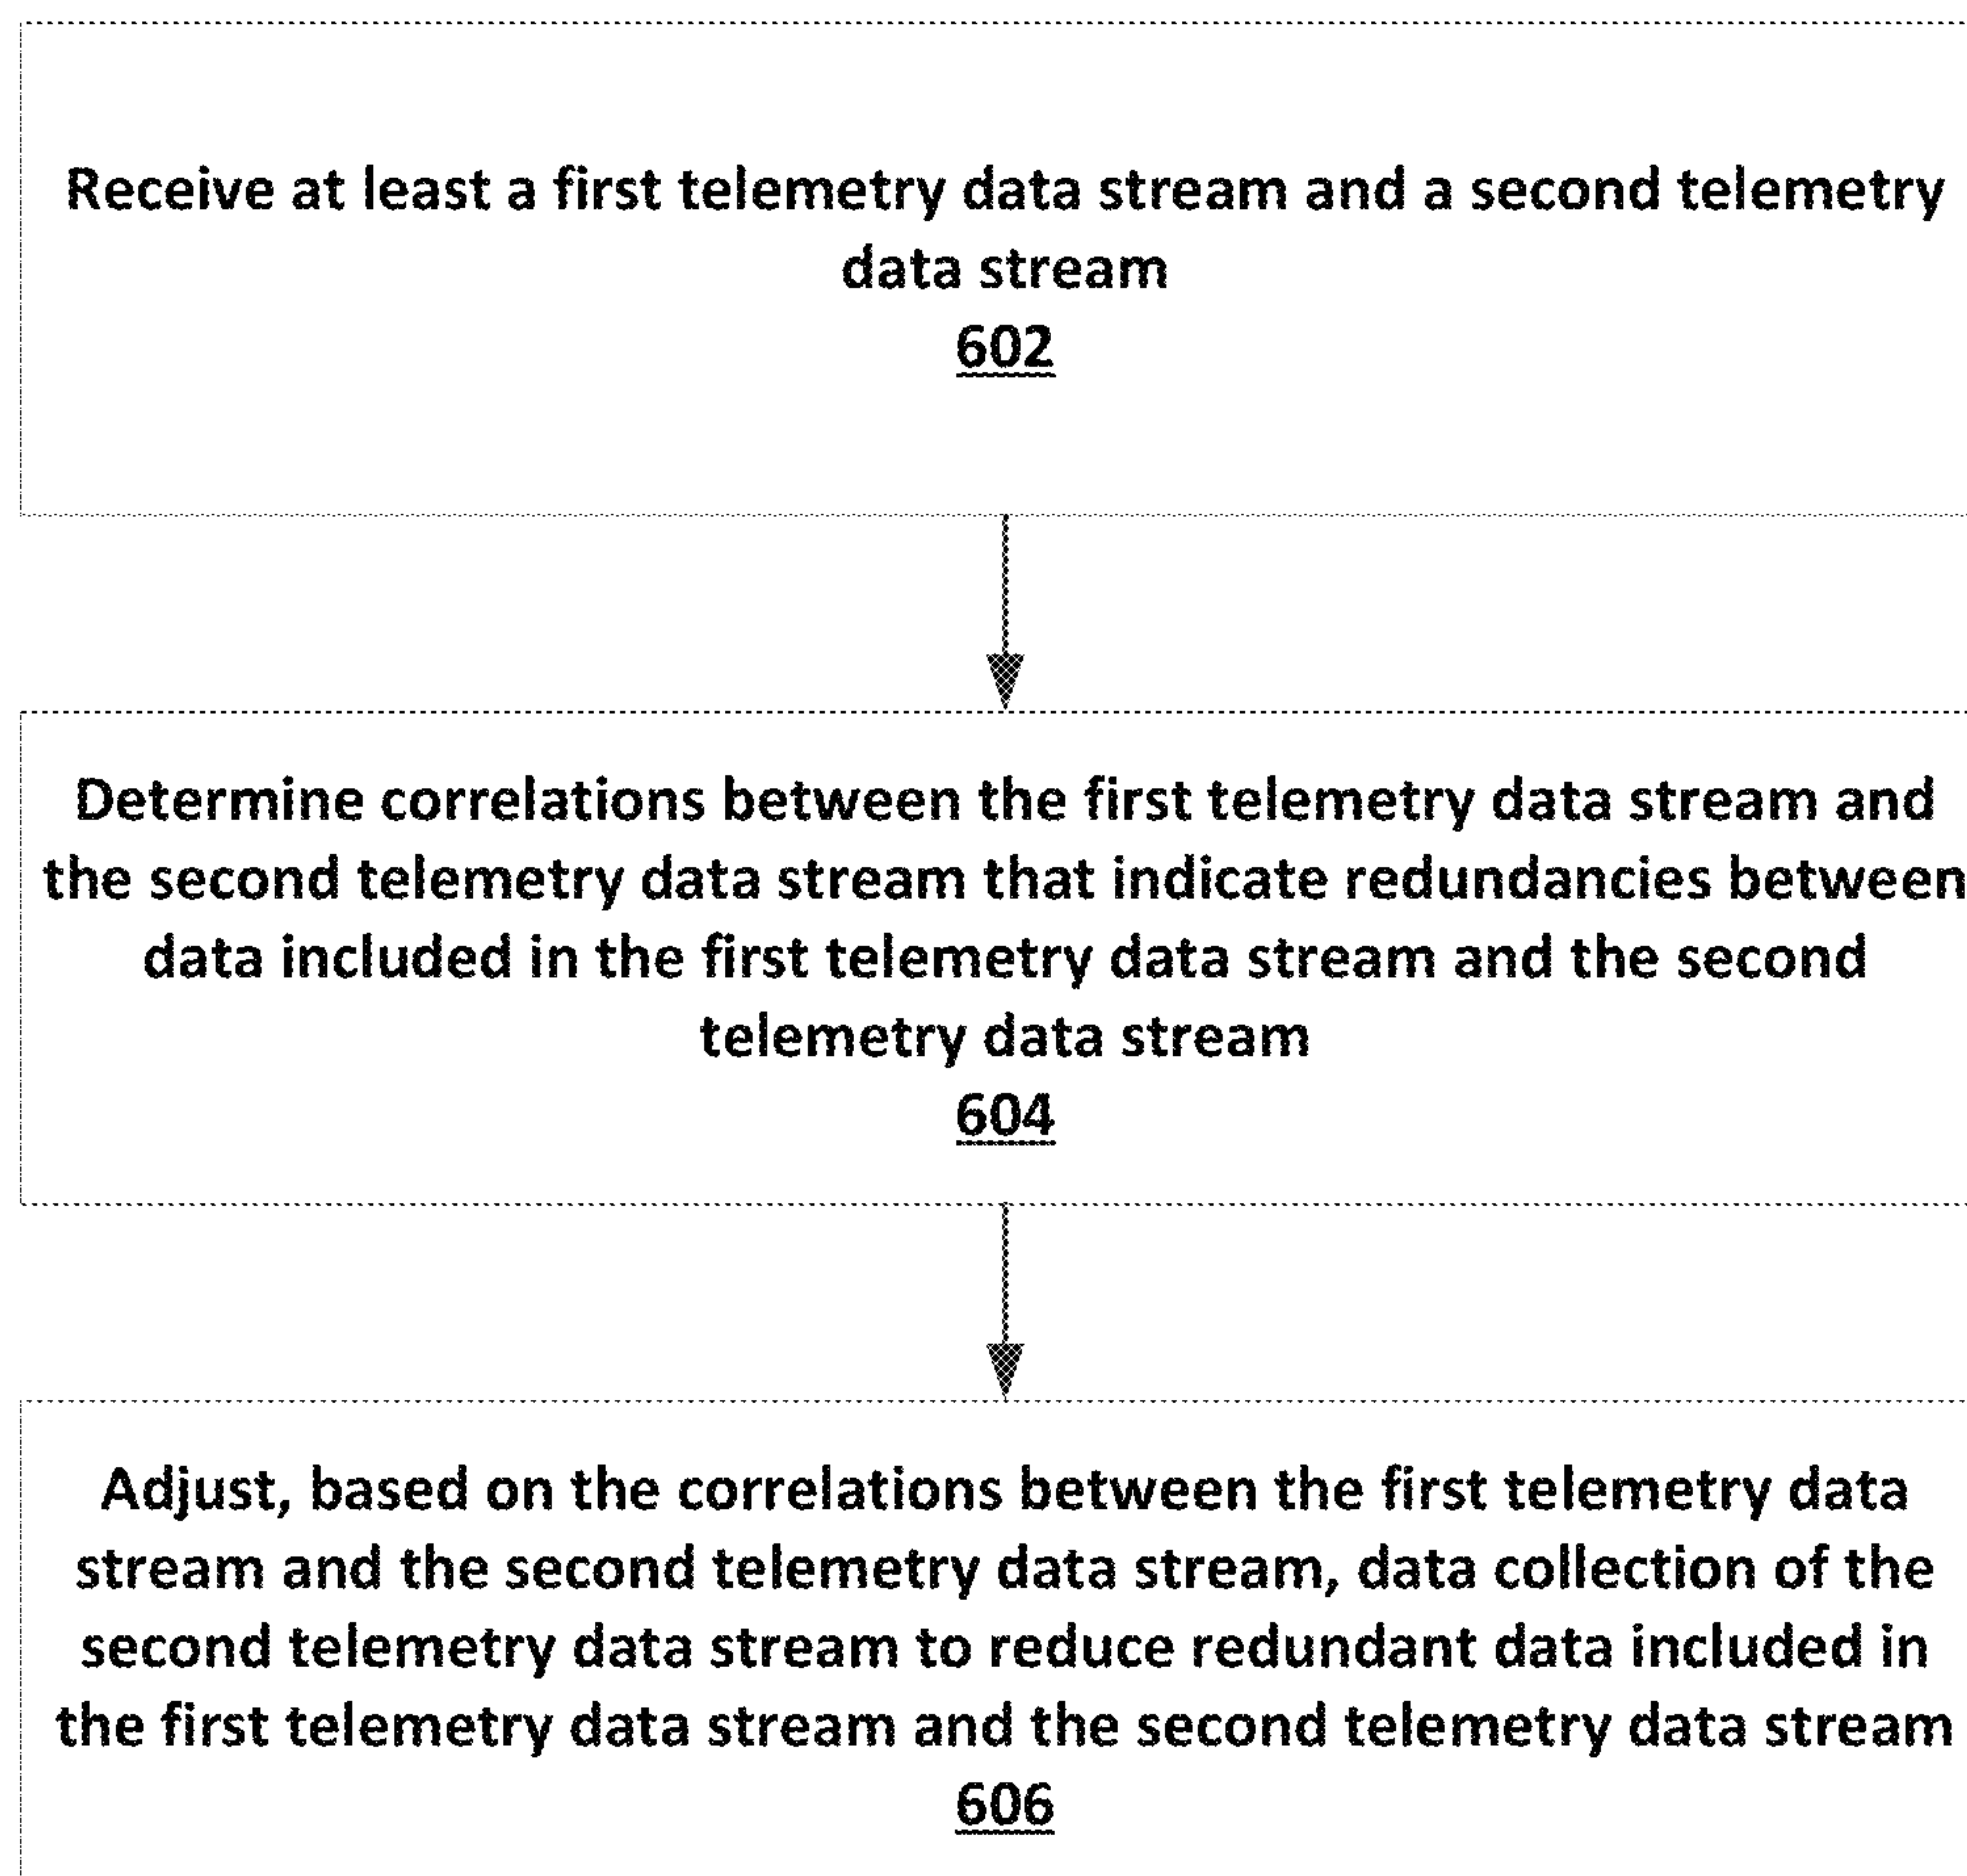 Receive at least a first telemetry data stream and a second telemetry
data stream
602
Determine correlations between the first telemetry data stream and
the second telemetry data stream that indicate redundancies between
data included in the first telemetry data stream and the second
telemetry data stream
604
Adjust, based on the correlations between the first telemetry data
stream and the second telemetry data stream, data collection of the
second telemetry data stream to reduce redundant data included in
the first telemetry data stream and the second telemetry data stream
606